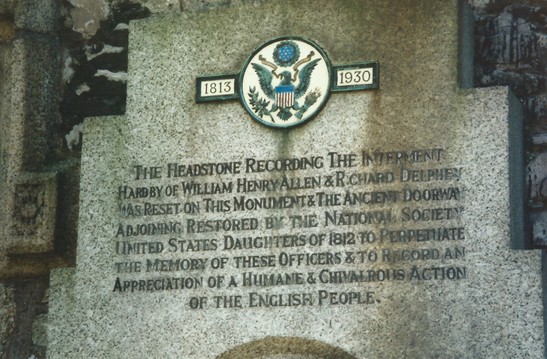 1813 1930
THE HEADSTONE RECORDING THE INTERMENT
HARD BY OF WILLIAM HENRY ALLEN & RICHARD DELPHEY
WAS RESET ON THIS MONUMENT & THE ANCIENT DOORWAY
ADJOINING RESTORED BY THE NATIONAL SOCIETY
UNITED STATES DAUGHTERS OF 1812 TO PERPETUATE
THE MEMORY OF THESE OFFICERS & TO RECORD AN
APPRECIATION OF A HUMANE & CHIVALROUS ACTION
OF THE ENGLISH PEOPLE.